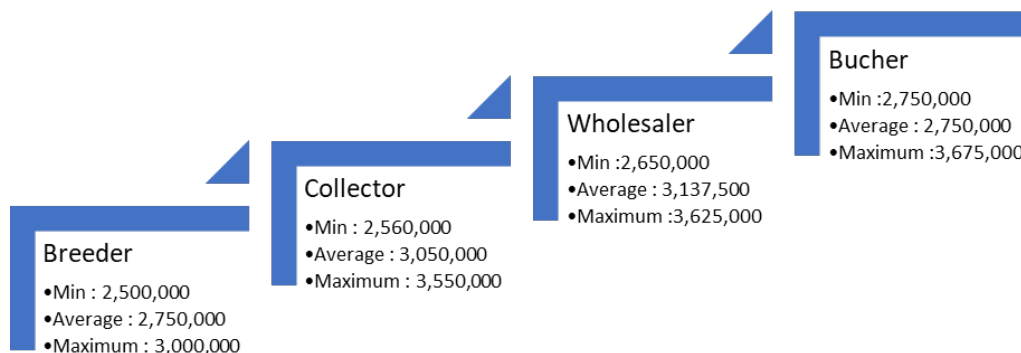 Breeder
•Min : 2,500,000
•Average : 2,750,000
•Maximum : 3,000,000
Collector
•Min : 2,560,000
•Average : 3,050,000
•Maximum : 3,550,000
Wholesaler
•Min :2,650,000
•Average : 3,137,500
•Maximum :3,625,000
Bucher
•Min :2,750,000
•Average : 2,750,000
•Maximum :3,675,000